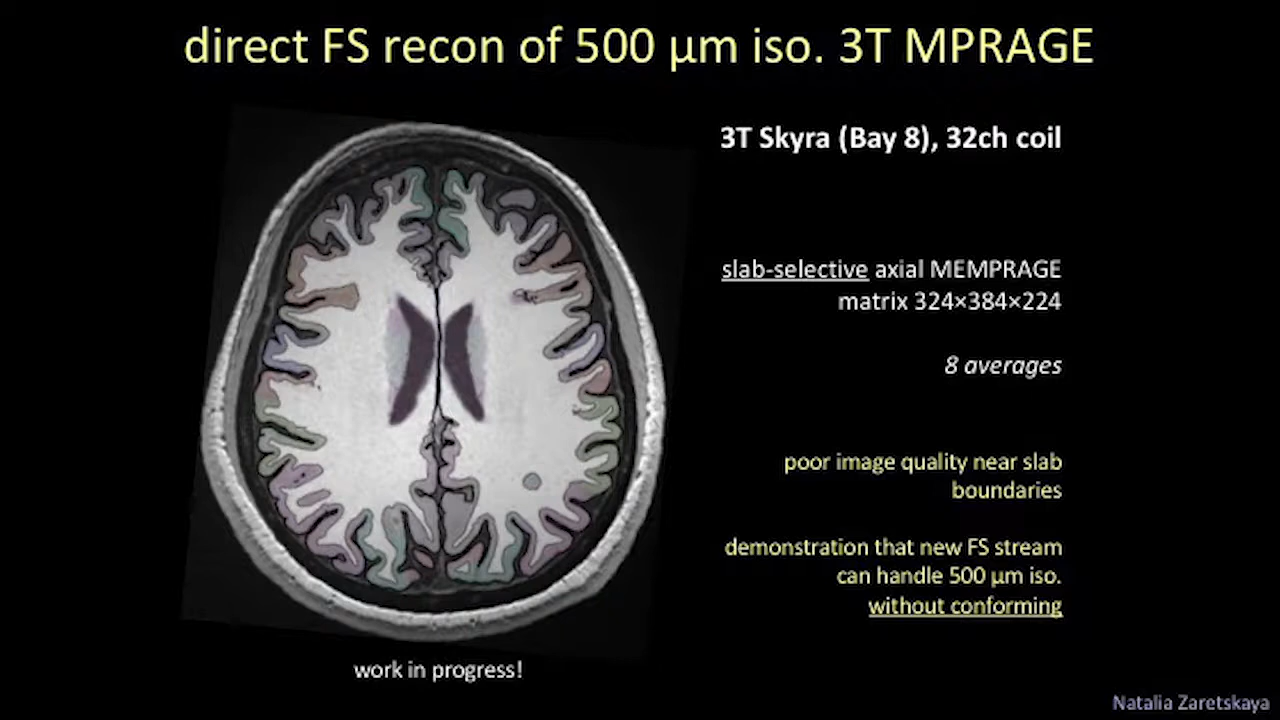 direct FS recon of 500 µm iso. 3T MPRAGE
3T Skyra (Bay 8), 32ch coil
slab-selective axial MEMPRAGE
matrix 324×384×224
8 averages
poor image quality near slab
boundaries
demonstration that new FS stream
can handle 500 µm iso.
without conforming
work in progress!
Natalia Zaretskaya